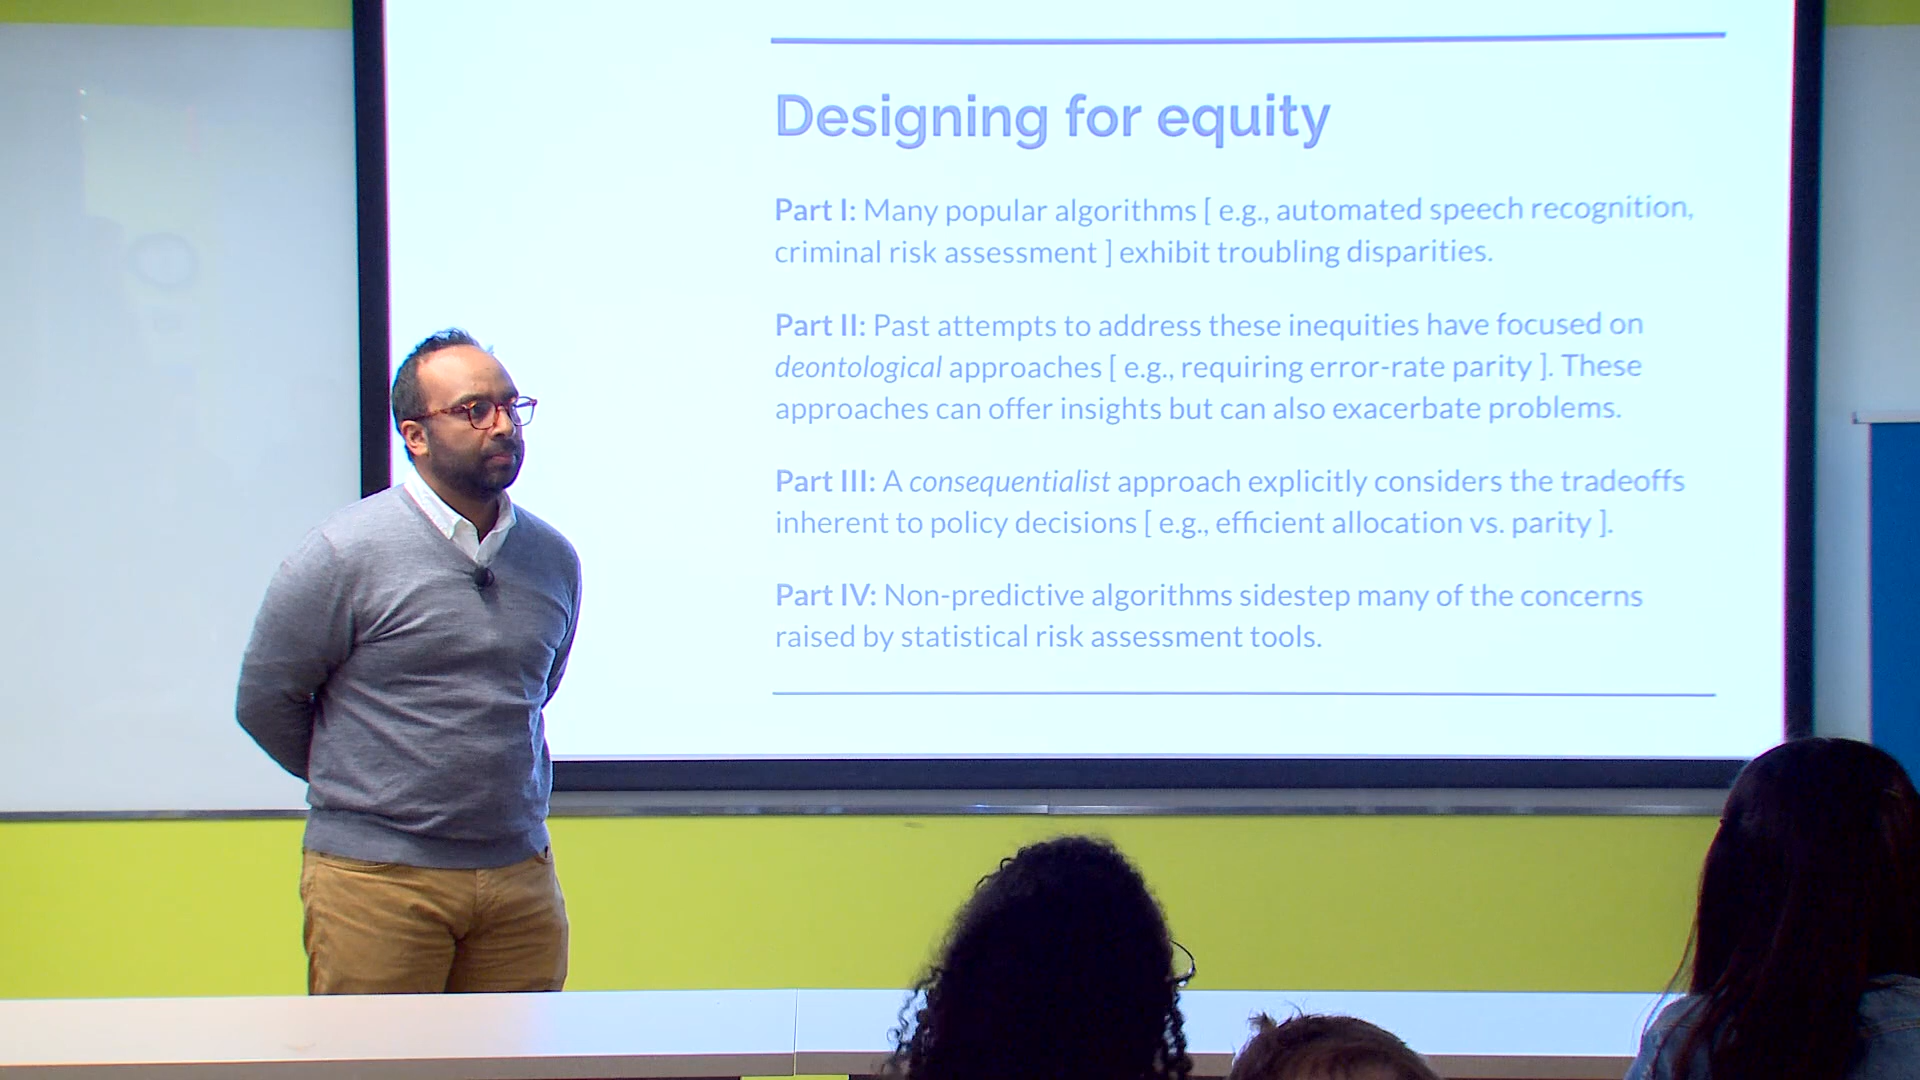 Designing for equity
Part I: Many popular algorithms [ e.g., automated speech recognition,
criminal risk assessment ] exhibit troubling disparities.
Part II: Past attempts to address these inequities have focused on
deontological approaches [ e.g., requiring error-rate parity ]. These
approaches can offer insights but can also exacerbate problems.
Part III: A consequentialist approach explicitly considers the tradeoffs
inherent to policy decisions [ e.g., efficient allocation vs. parity ].
Part IV: Non-predictive algorithms sidestep many of the concerns
raised by statistical risk assessment tools.